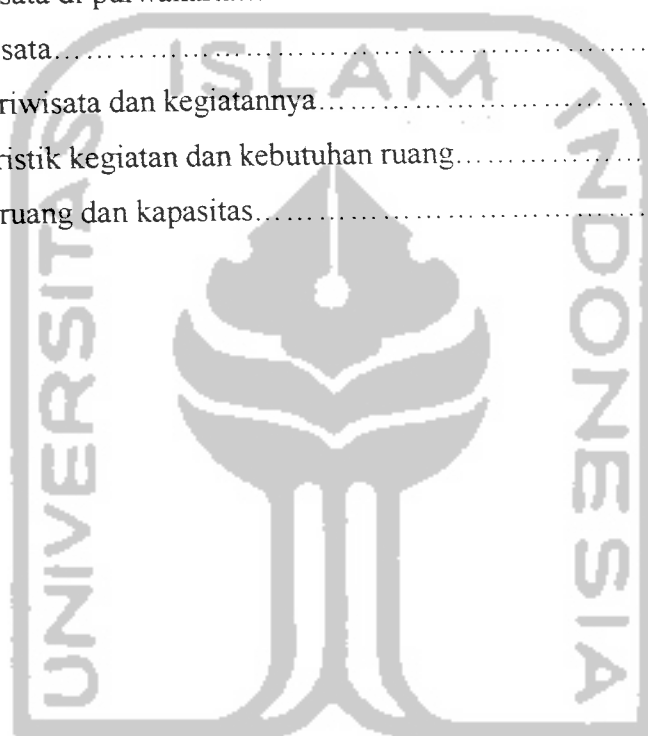 sata
riwisata dan kegiatannya
ristik kegiatan dan kebutuhan ruang
ruang dan kapasitas
UNIVERSITAS
ISLAM
INDONESIA